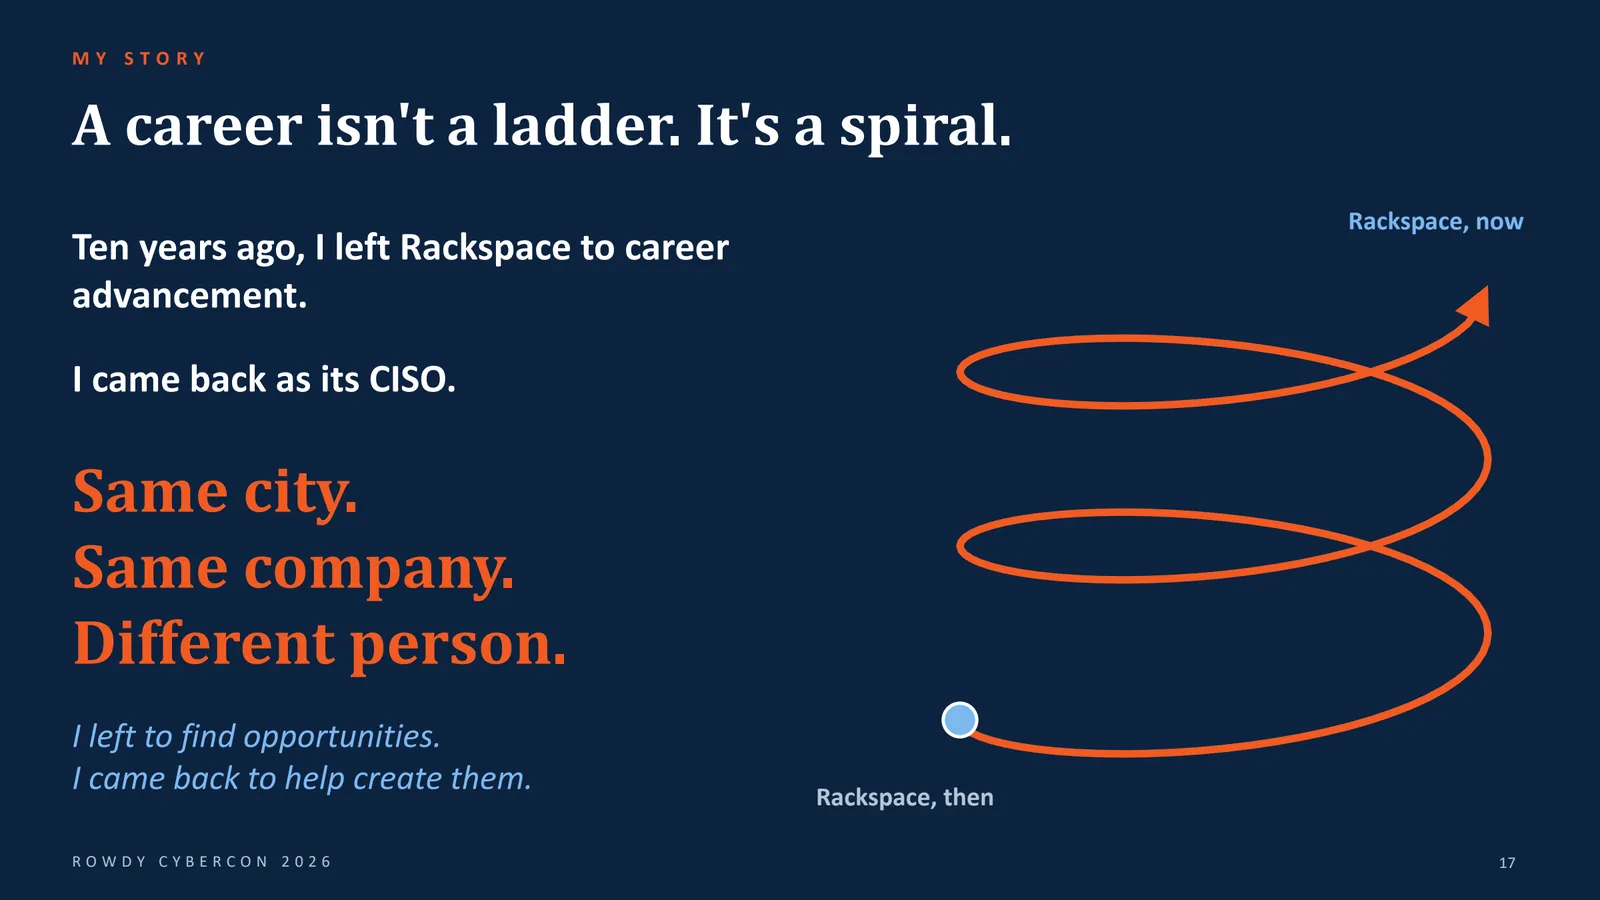 MY STORY
A career isn't a ladder. It's a spiral.
Ten years ago, I left Rackspace to career
advancement.
I came back as its CISO.
Same city.
Same company.
Different person.
I left to find opportunities.
I came back to help create them.
Rackspace, now
Rackspace, then
ROWDY CYBERCON 2026
17